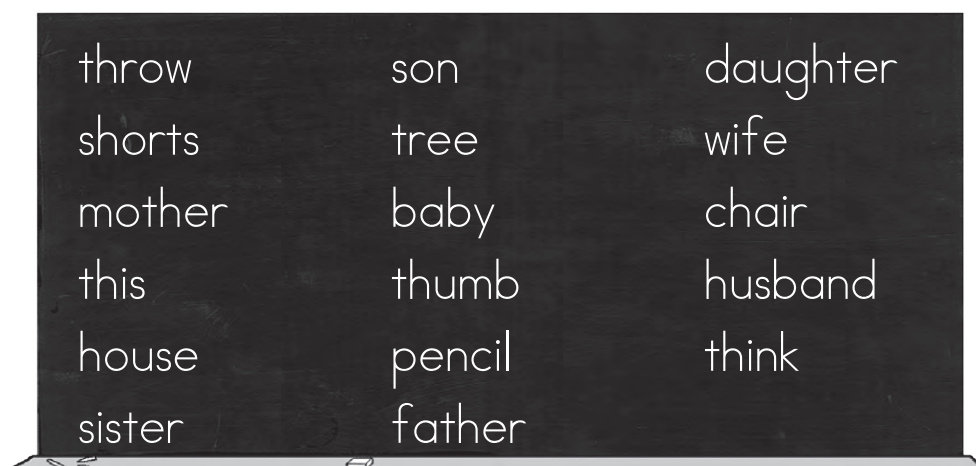 throw son daughter
shorts tree wife
mother baby chair
this thumb husband
house pencil think
sister father